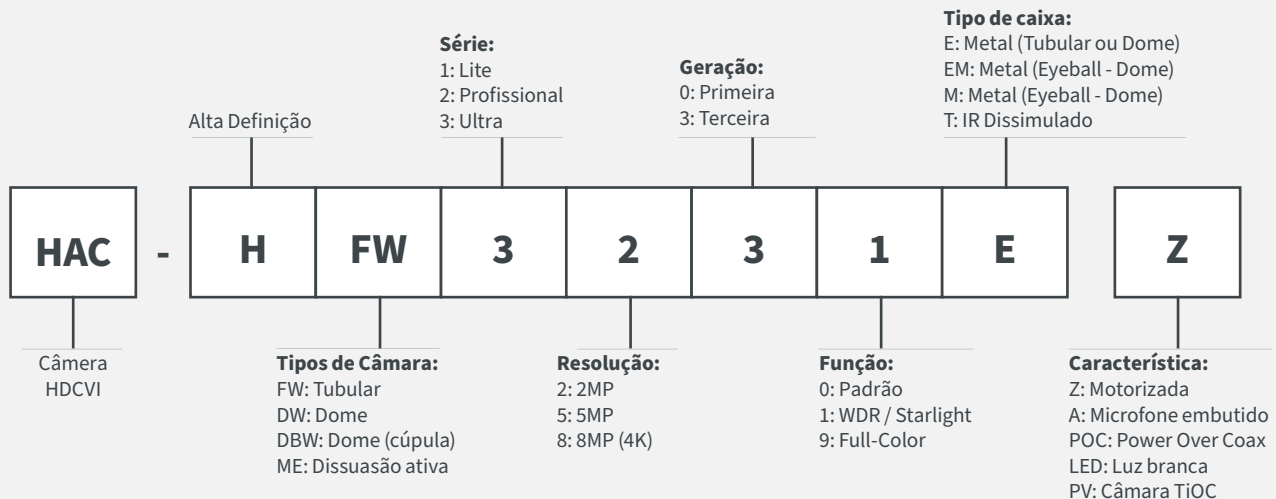 Tipo de caixa:
E: Metal (Tubular ou Dome)
EM: Metal (Eyeball - Dome)
M: Metal (Eyeball - Dome)
T: IR Dissimulado
Série:
1: Lite
2: Profissional
3: Ultra
Geração:
0: Primeira
3: Terceira
Alta Definição
HAC - H FW 3 2 3 1 E Z
Câmera
HDCVI
Tipos de Câmara:
FW: Tubular
DW: Dome
DBW: Dome (cúpula)
ME: Dissuasão ativa
Resolução:
2: 2MP
5: 5MP
8: 8MP (4K)
Função:
0: Padrão
1: WDR / Starlight
9: Full-Color
Característica:
Z: Motorizada
A: Microfone embutido
POC: Power Over Coax
LED: Luz branca
PV: Câmara TiOC